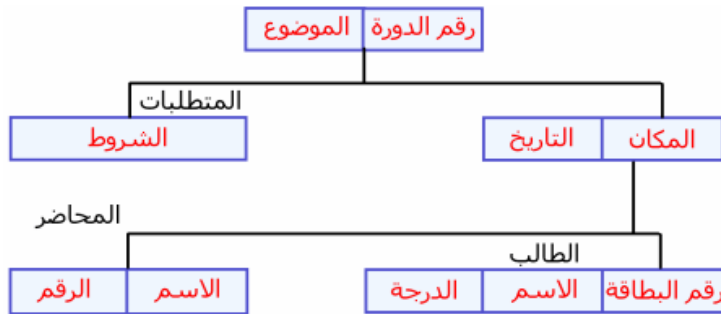 رقم الدورة الموضوع
المتطلبات
المكان التاريخ الشروط
المحاضر
الطالب
رقم البطاقة الاسم الدرجة الاسم الرقم